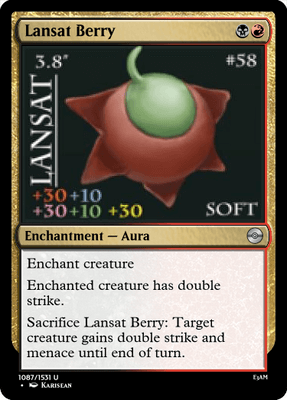 Lansat Berry
3.8" #58
LANSAT
+30 +10
+30 +10 +30
SOFT
Enchantment — Aura
Enchant creature
Enchanted creature has double
strike.
Sacrifice Lansat Berry: Target
creature gains double strike and
menace until end of turn.
1087/1531 U E3AM
• Karisean